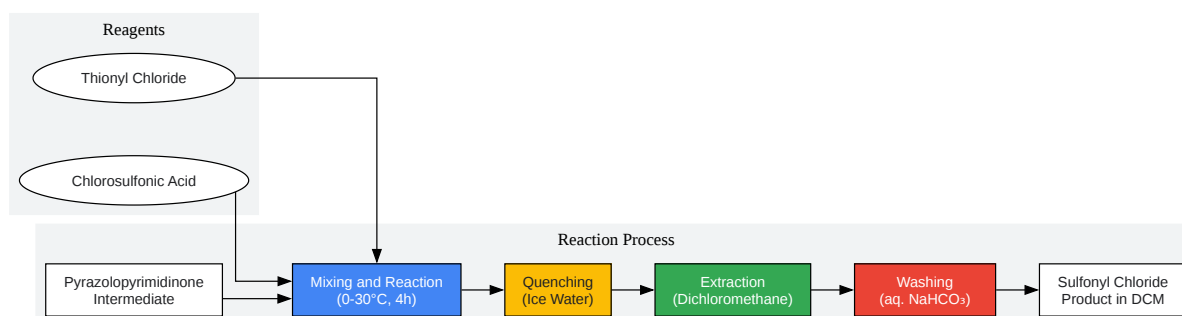 Reagents
Thionyl Chloride
Chlorosulfonic Acid
Reaction Process
Pyrazolopyrimidinone
Intermediate
Mixing and Reaction
(0-30°C, 4h)
Quenching
(Ice Water)
Extraction
(Dichloromethane)
Washing
(aq. NaHCO₃)
Sulfonyl Chloride
Product in DCM